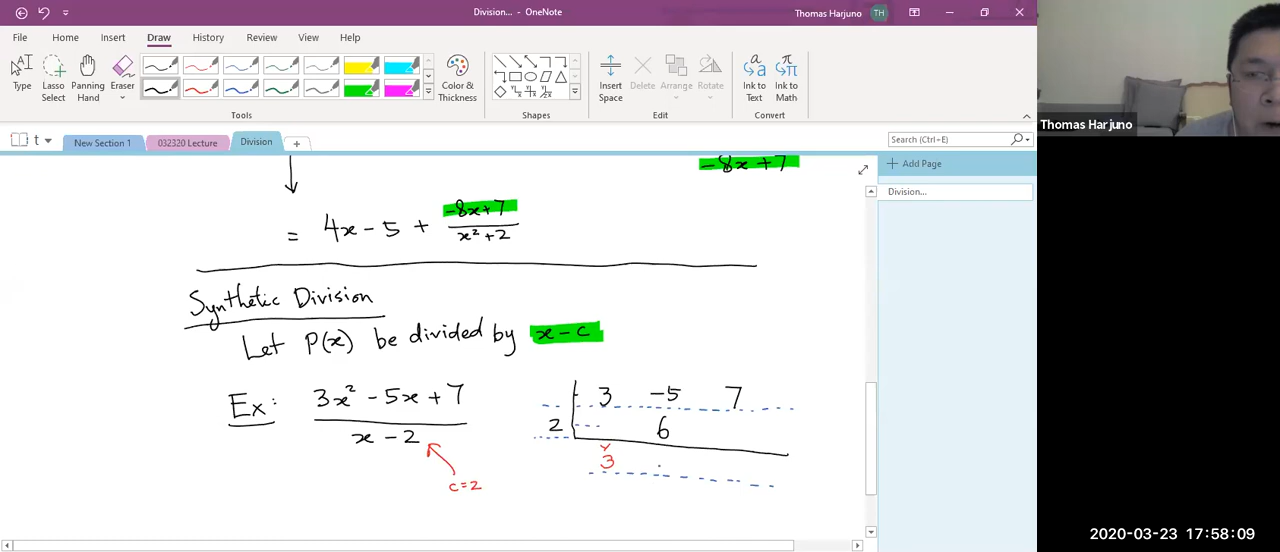 Division... - OneNote
Thomas Harjuno TH
File Home Insert Draw History Review View Help
Type
Lasso Select
Panning Hand
Eraser
Color & Thickness
Insert Space
Delete
Arrange
Rotate
Ink to Text
Ink to Math
Tools
Shapes
Edit
Convert
t
New Section 1
032320 Lecture
Division
Search (Ctrl+E)
Add Page
Division...
-8x+7
= 4x-5 + -8x+7
x²+2
Synthetic Division
Let P(x) be divided by x-c
Ex: 3x² - 5x + 7
x - 2
c=2
3 -5 7
2 6
3
Thomas Harjuno
2020-03-23 17:58:09